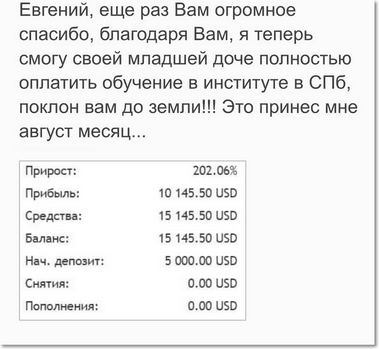 Евгений, еще раз Вам огромное
спасибо, благодаря Вам, я теперь
смогу своей младшей доче полностью
оплатить обучение в институте в СПб,
поклон вам до земли!!! Это принес мне
август месяц...
Прирост: 202.06%
Прибыль: 10 145.50 USD
Средства: 15 145.50 USD
Баланс: 15 145.50 USD
Нач. депозит: 5 000.00 USD
Снятия: 0.00 USD
Пополнения: 0.00 USD